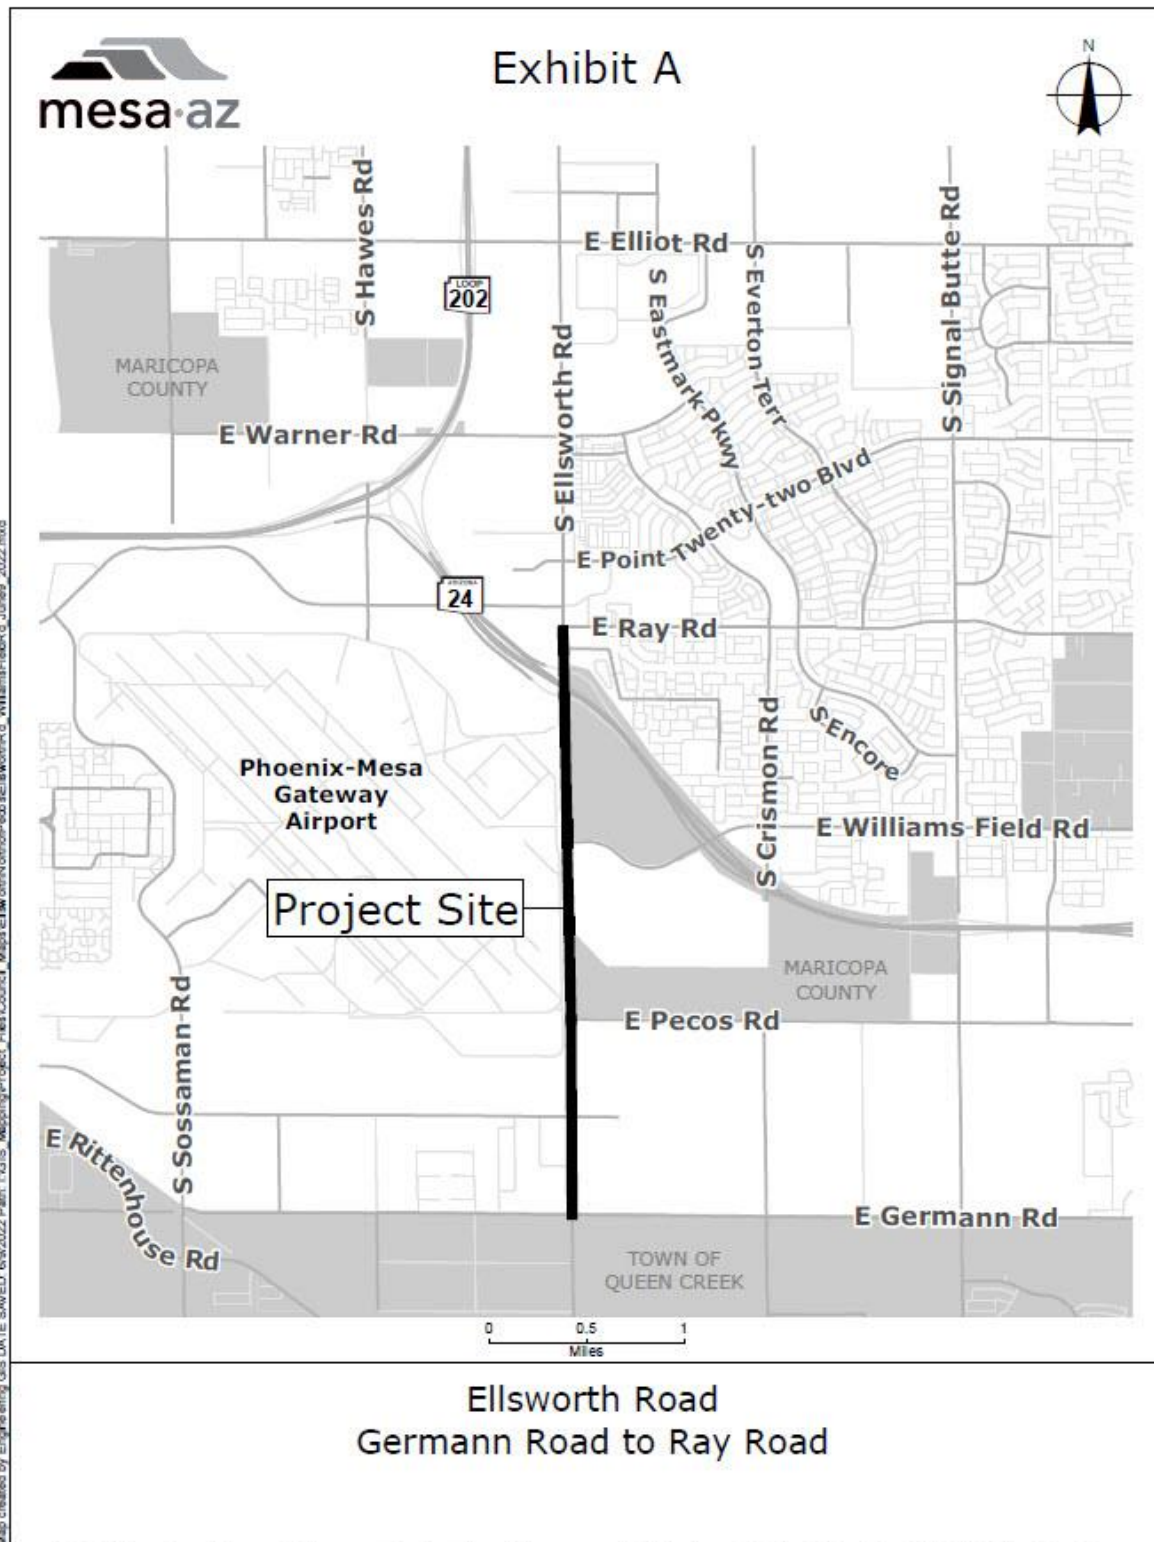 mesa·az
Exhibit A
N
S Hawes Rd
E Elliot Rd
S Eastmark Pkwy
S Everton Terr
S Signal Butte Rd
LOOP
202
S Ellsworth Rd
MARICOPA
COUNTY
E Warner Rd
E Point Twenty-two Blvd
ARIZONA
24
E Ray Rd
S Crismon Rd
S Encore
Phoenix-Mesa
Gateway
Airport
E Williams Field Rd
Project Site
MARICOPA
COUNTY
E Pecos Rd
S Sossaman Rd
E Rittenhouse Rd
E Germann Rd
TOWN OF
QUEEN CREEK
0 0.5 1
Miles
Ellsworth Road
Germann Road to Ray Road